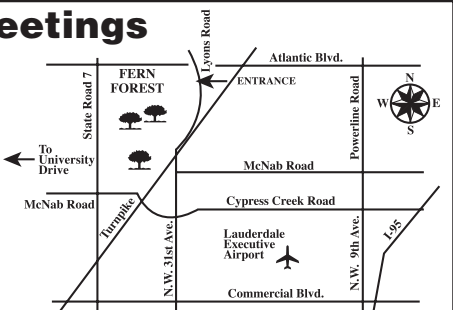 eetings
Lyons Road
Atlantic Blvd.
FERN
FOREST
ENTRANCE
State Road 7
Powerline Road
N
W
E
S
To
University
Drive
McNab Road
McNab Road
Cypress Creek Road
Turnpike
N.W. 31st Ave.
Lauderdale
Executive
Airport
N.W. 9th Ave.
I-95
Commercial Blvd.